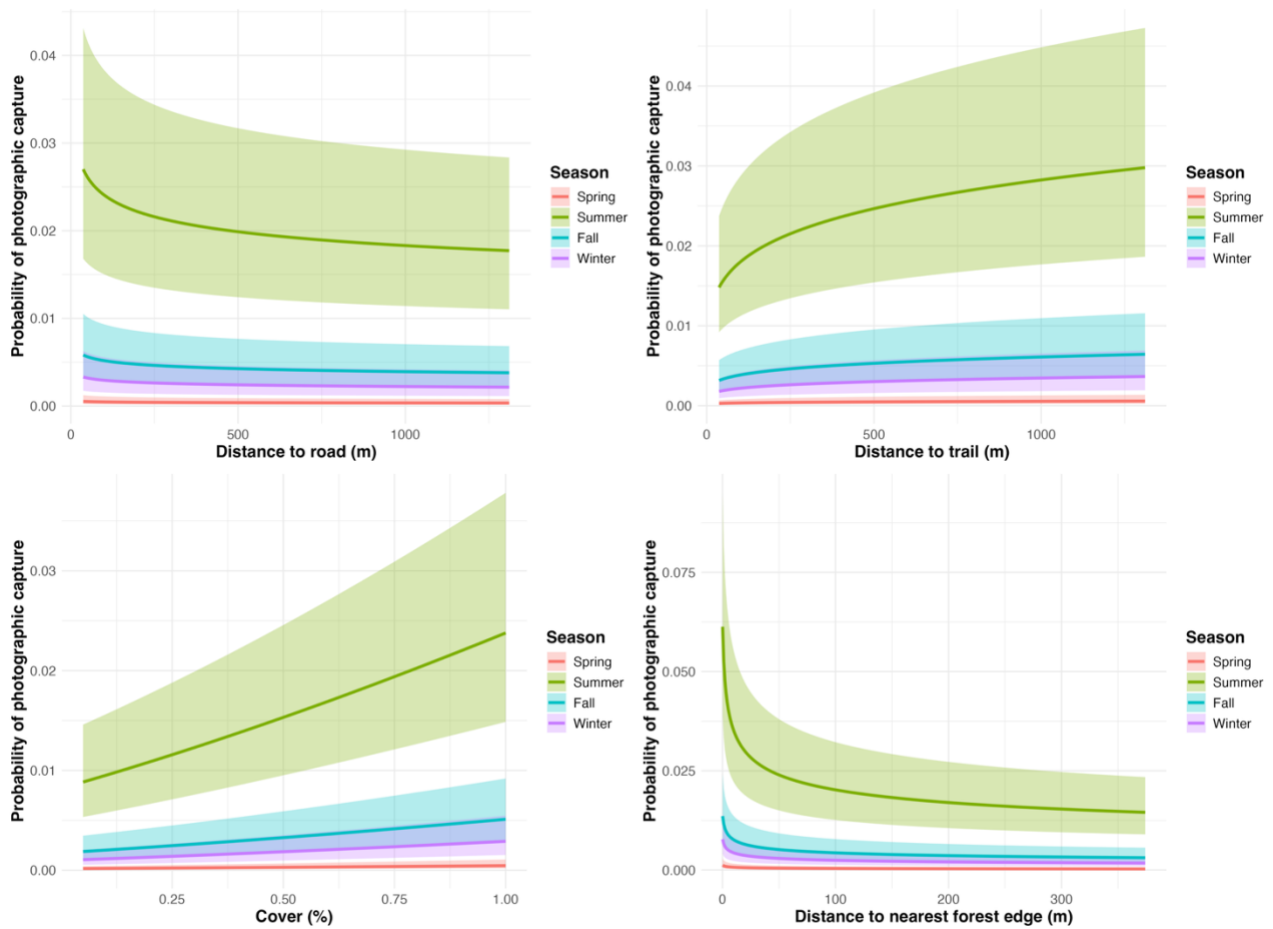 Probability of photographic capture
0.04
0.03
0.02
0.01
0.00
0
500
1000
Distance to road (m)
Season
Spring
Summer
Fall
Winter
Probability of photographic capture
0.04
0.03
0.02
0.01
0.00
0
500
1000
Distance to trail (m)
Season
Spring
Summer
Fall
Winter
Probability of photographic capture
0.03
0.02
0.01
0.00
0.25
0.50
0.75
1.00
Cover (%)
Season
Spring
Summer
Fall
Winter
Probability of photographic capture
0.075
0.050
0.025
0.000
0
100
200
300
Distance to nearest forest edge (m)
Season
Spring
Summer
Fall
Winter